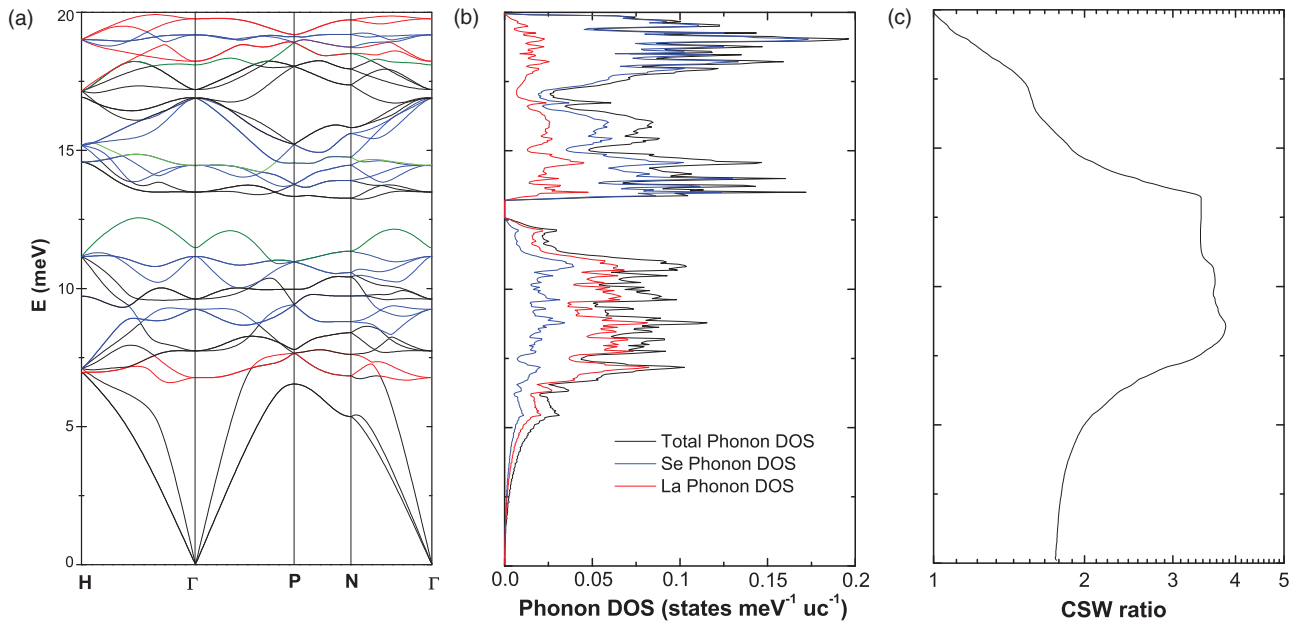 (a)
E (meV)
20
15
10
5
0
H Γ P N Γ
(b)
Total Phonon DOS
Se Phonon DOS
La Phonon DOS
0.0 0.05 0.1 0.15 0.2
Phonon DOS (states meV⁻¹ uc⁻¹)
(c)
1 2 3 4 5
CSW ratio